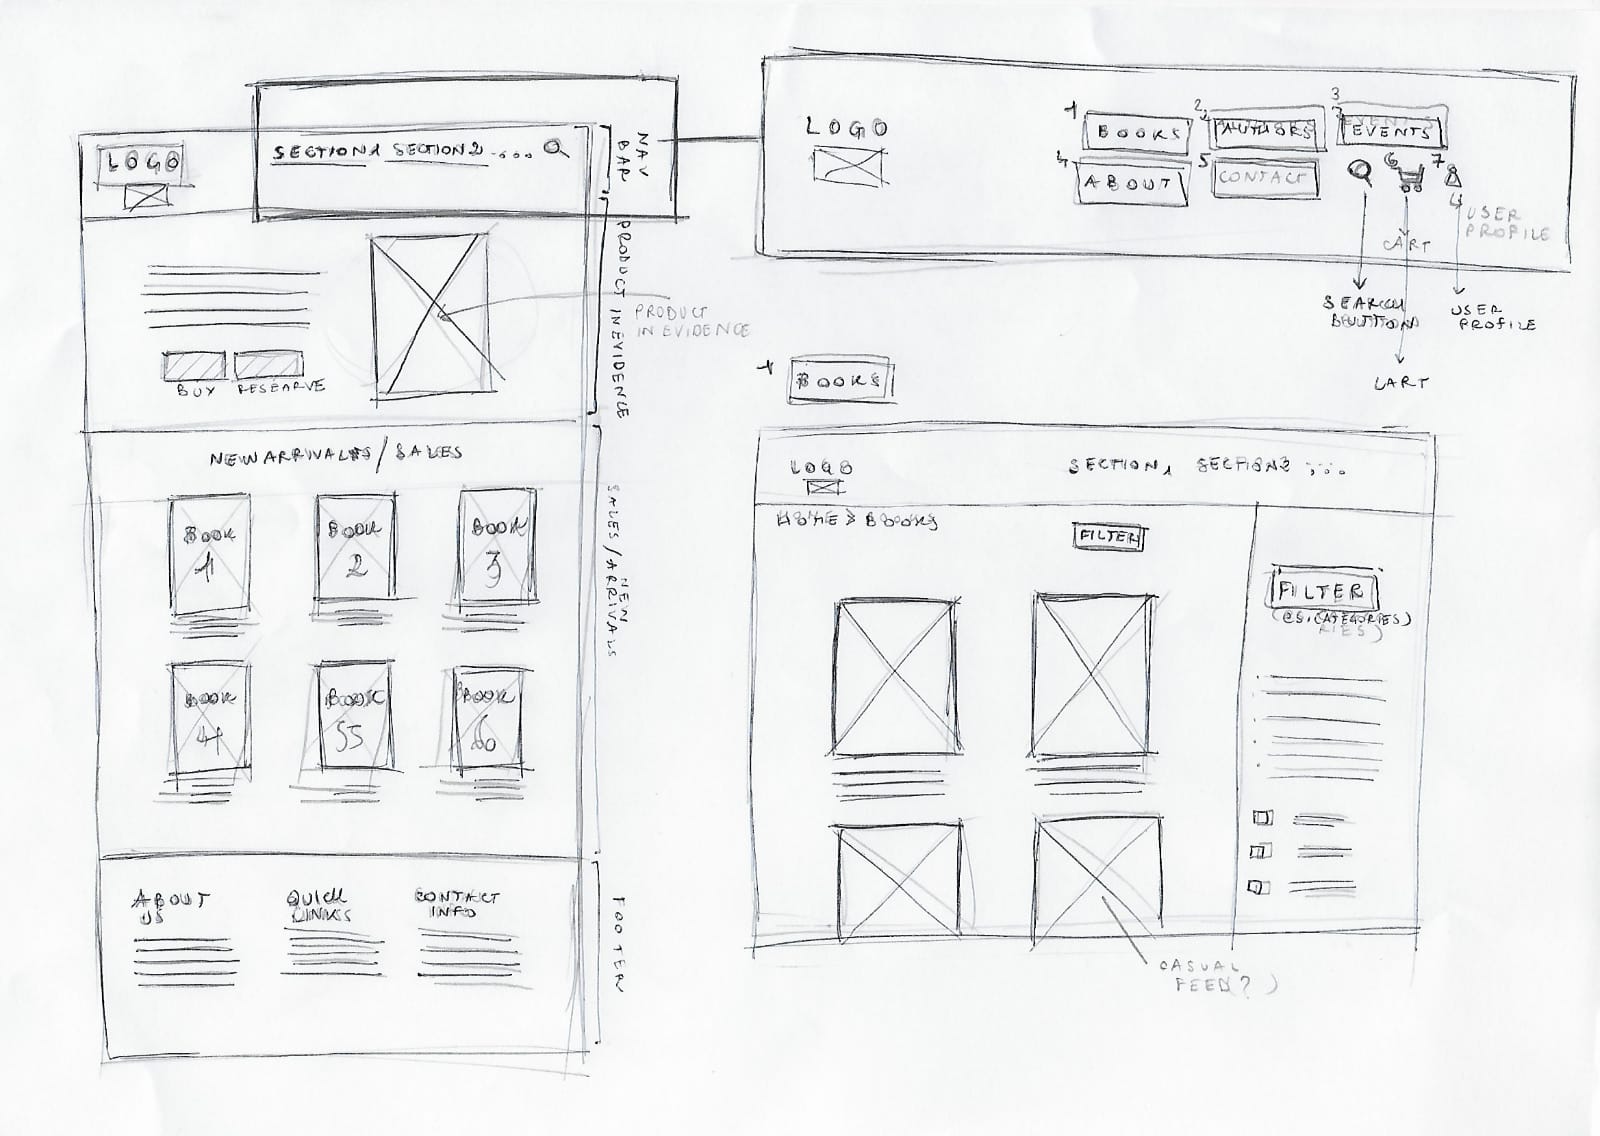 LOGO
SECTION1 SECTION2 ....
NAV
BAR
PRODUCT IN EVIDENCE
PRODUCT
IN EVIDENCE
BUY RESEARVE
NEW ARRIVALS / SALES
BOOK
1
BOOK
2
BOOK
3
BOOK
4
BOOK
5
BOOK
6
SALES / NEW
ARRIVALS
ABOUT
US
QUICK
LINKS
CONTACT
INFO
FOOTER
LOGO
1 BOOKS
2 AUTHORS
3 EVENTS
4 ABOUT
5 CONTACT
6
7
USER
PROFILE
CART
SEARCH
USER
PROFILE
CART
1 BOOKS
LOGO
SECTION1 SECTION2 ...
HOME > BOOKS
FILTER
FILTER
(ES. CATEGORIES)
RIES)
CASUAL
FEED?)